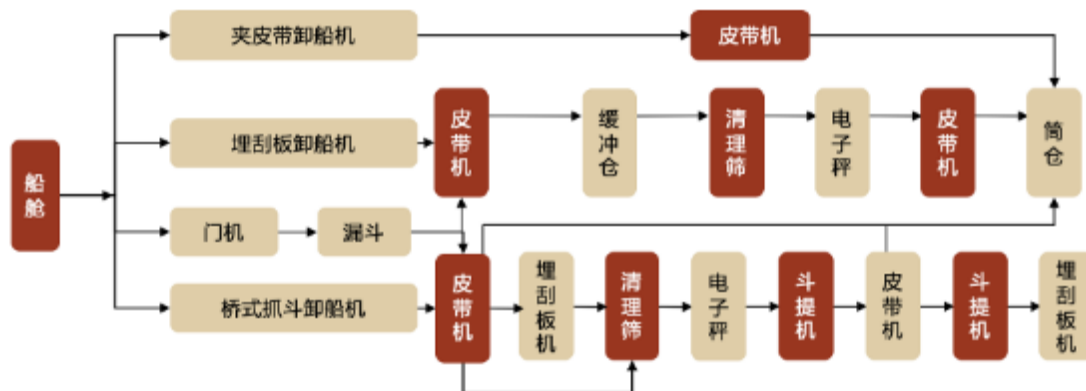 夹皮带卸船机
皮带机
船舱
埋刮板卸船机
皮带机
缓冲仓
清理筛
电子秤
皮带机
筒仓
门机
漏斗
桥式抓斗卸船机
皮带机
埋刮板机
清理筛
电子秤
斗提机
皮带机
斗提机
埋刮板机